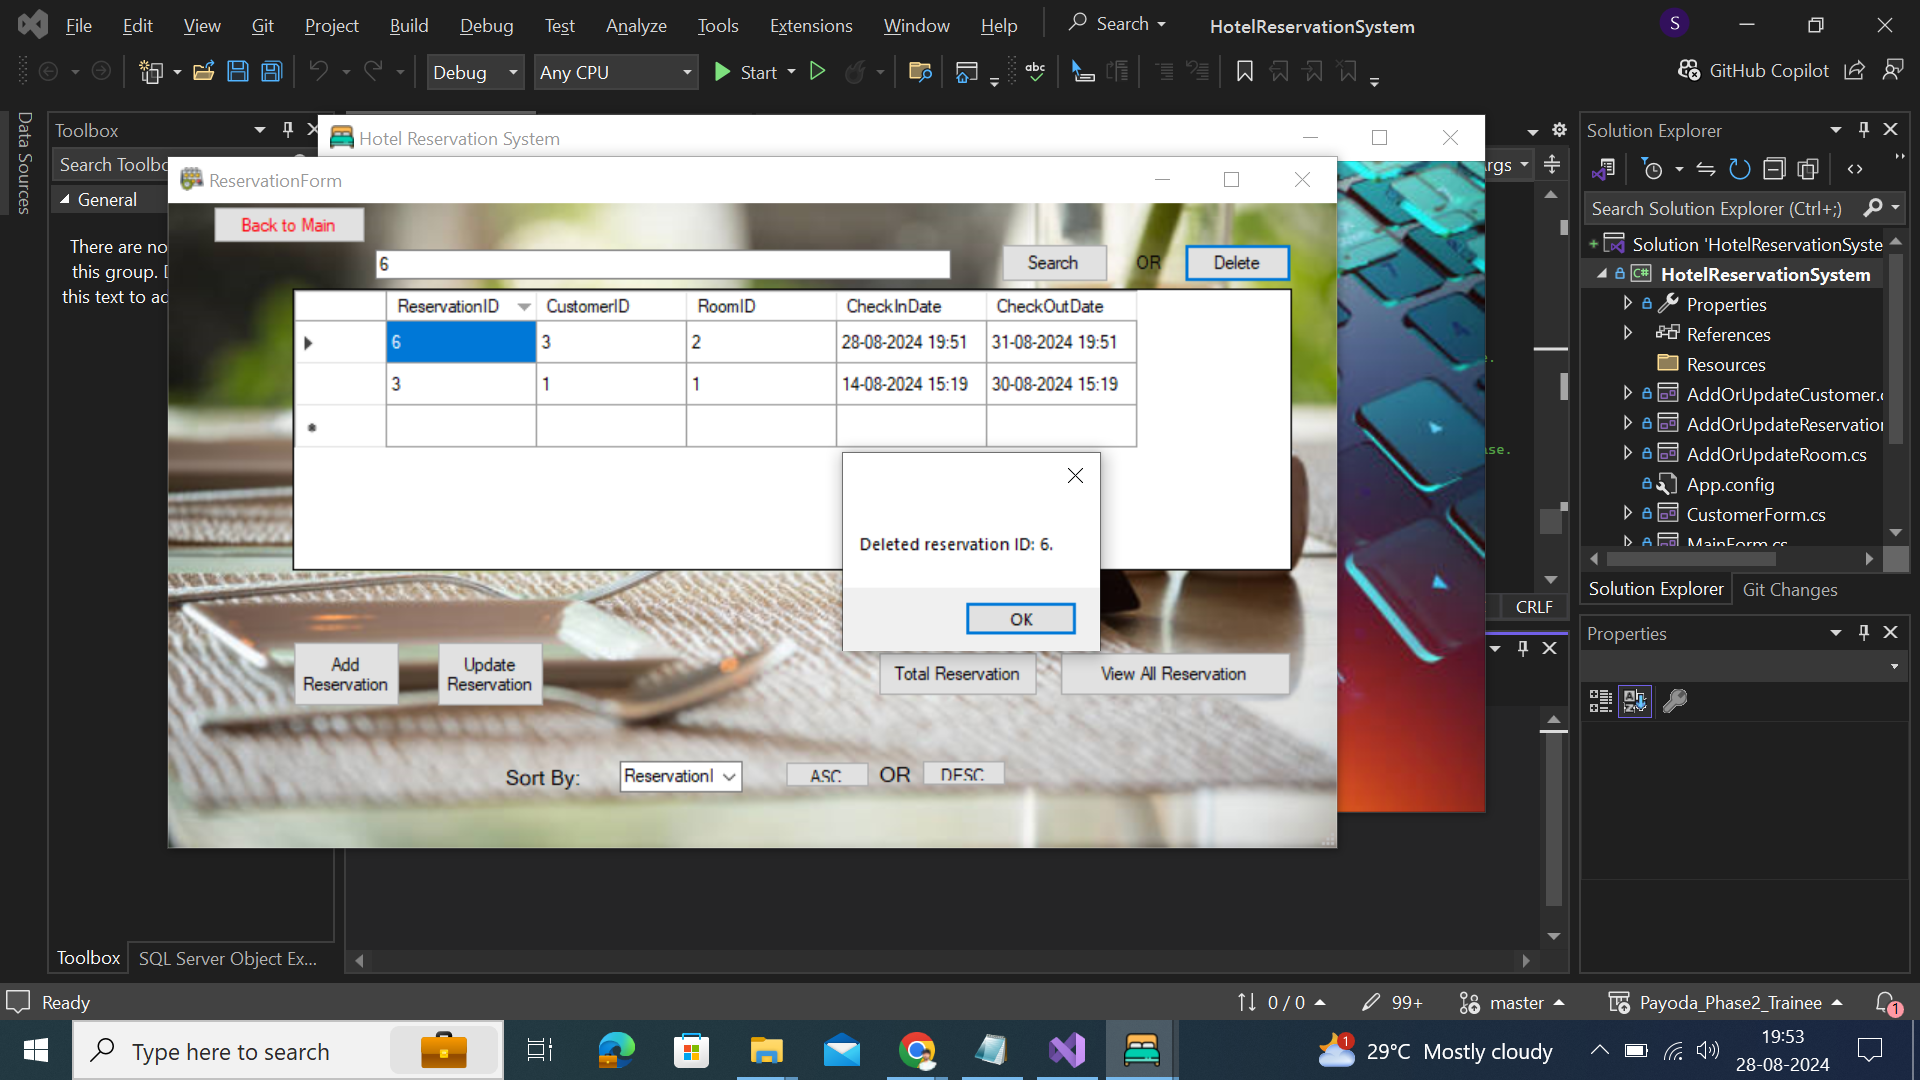 File Edit View Git Project Build Debug Test Analyze Tools Extensions Window Help Search HotelReservationSystem S
Debug Any CPU Start abc GitHub Copilot
Data Sources
Toolbox
Search Toolbo
General
There are no
this group. D
this text to ad
Hotel Reservation System
ReservationForm
Back to Main
6 Search OR Delete
ReservationID CustomerID RoomID CheckInDate CheckOutDate
6 3 2 28-08-2024 19:51 31-08-2024 19:51
3 1 1 14-08-2024 15:19 30-08-2024 15:19
Deleted reservation ID: 6.
OK
Add Reservation
Update Reservation
Total Reservation View All Reservation
Sort By: ReservationI ASC OR DESC
rgs
CRLF
Solution Explorer
Search Solution Explorer (Ctrl+;)
Solution 'HotelReservationSyste
C# HotelReservationSystem
Properties
References
Resources
AddOrUpdateCustomer.c
AddOrUpdateReservation
AddOrUpdateRoom.cs
App.config
CustomerForm.cs
MainForm.cs
Solution Explorer Git Changes
Properties
Toolbox SQL Server Object Ex...
Ready 0 / 0 99+ master Payoda_Phase2_Trainee 1
Type here to search 1 29°C Mostly cloudy 19:53
28-08-2024